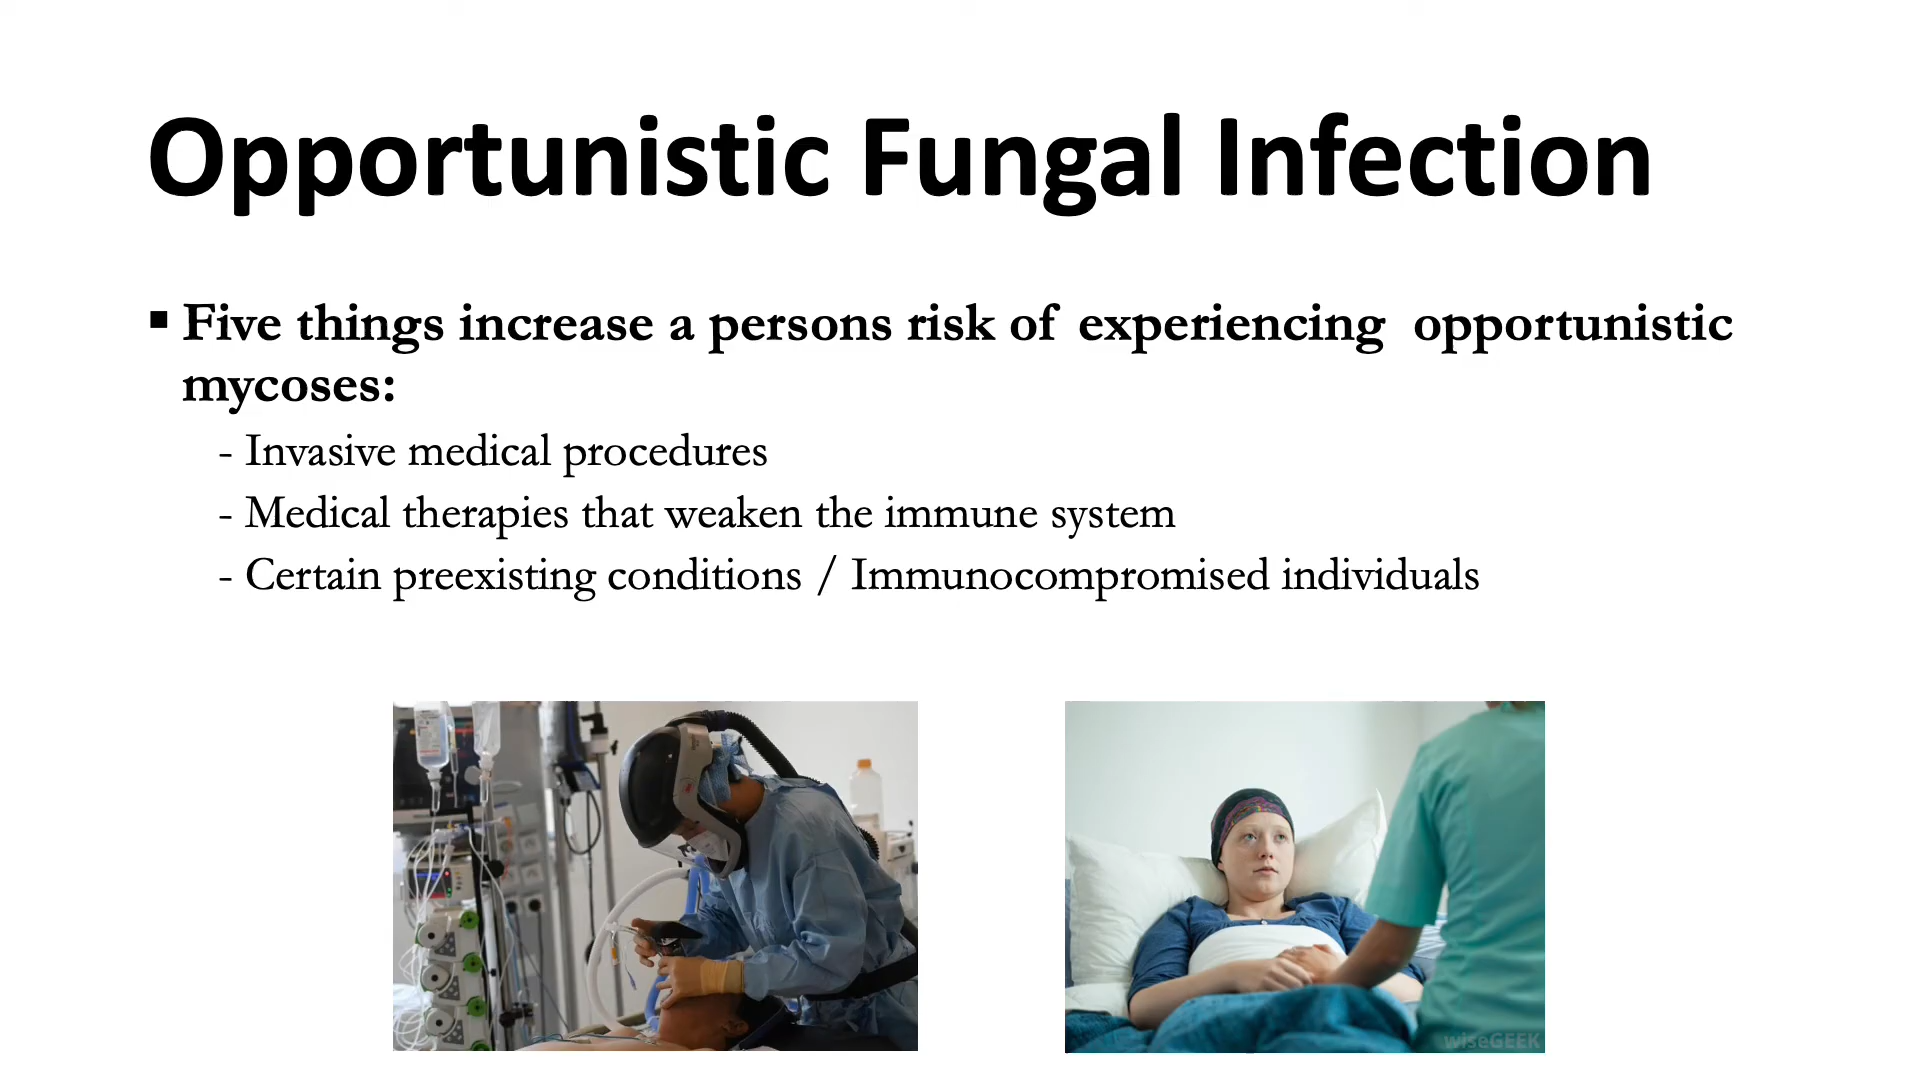 Opportunistic Fungal Infection
▪ Five things increase a persons risk of experiencing opportunistic
mycoses:
- Invasive medical procedures
- Medical therapies that weaken the immune system
- Certain preexisting conditions / Immunocompromised individuals
wiseGEEK